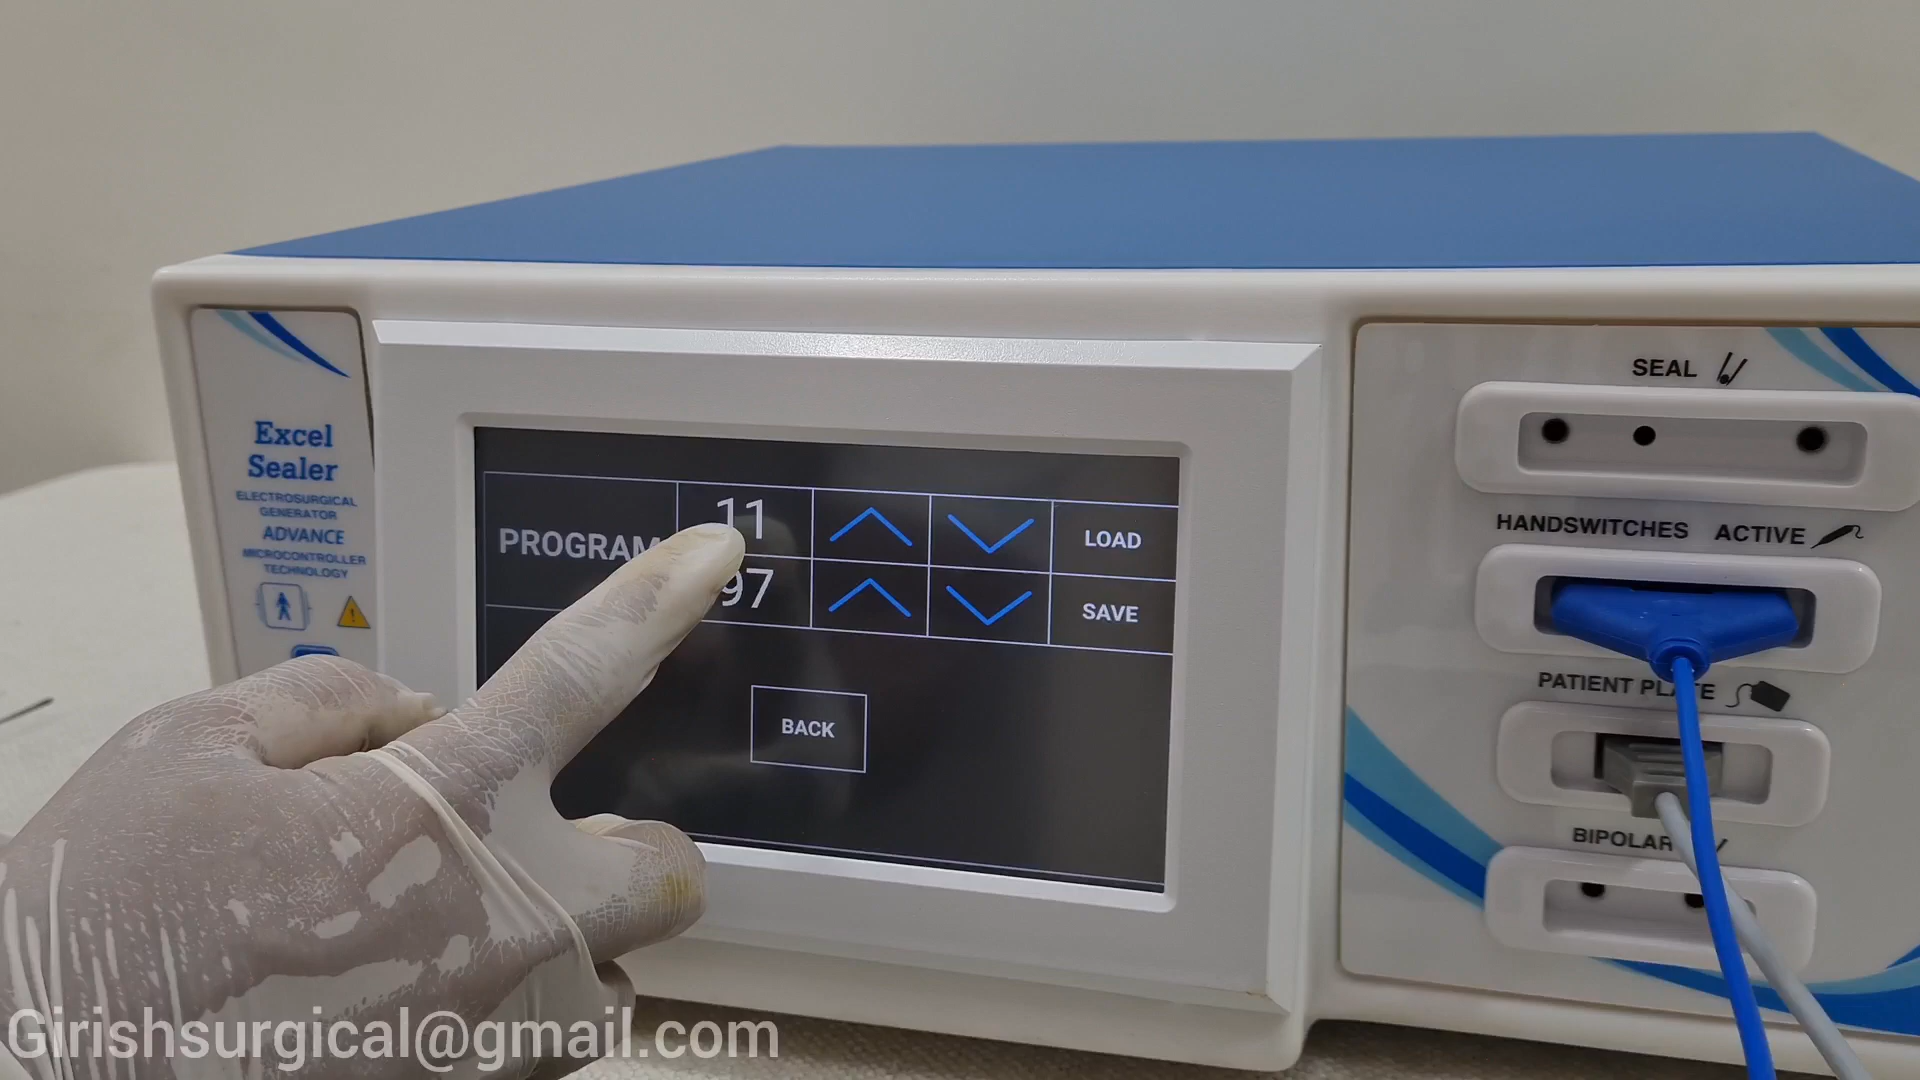 Excel
Sealer
ELECTROSURGICAL
GENERATOR
ADVANCE
MICROCONTROLLER
TECHNOLOGY
PROGRAM
11
LOAD
97
SAVE
BACK
SEAL
HANDSWITCHES ACTIVE
PATIENT PLATE
BIPOLAR
Girishsurgical@gmail.com